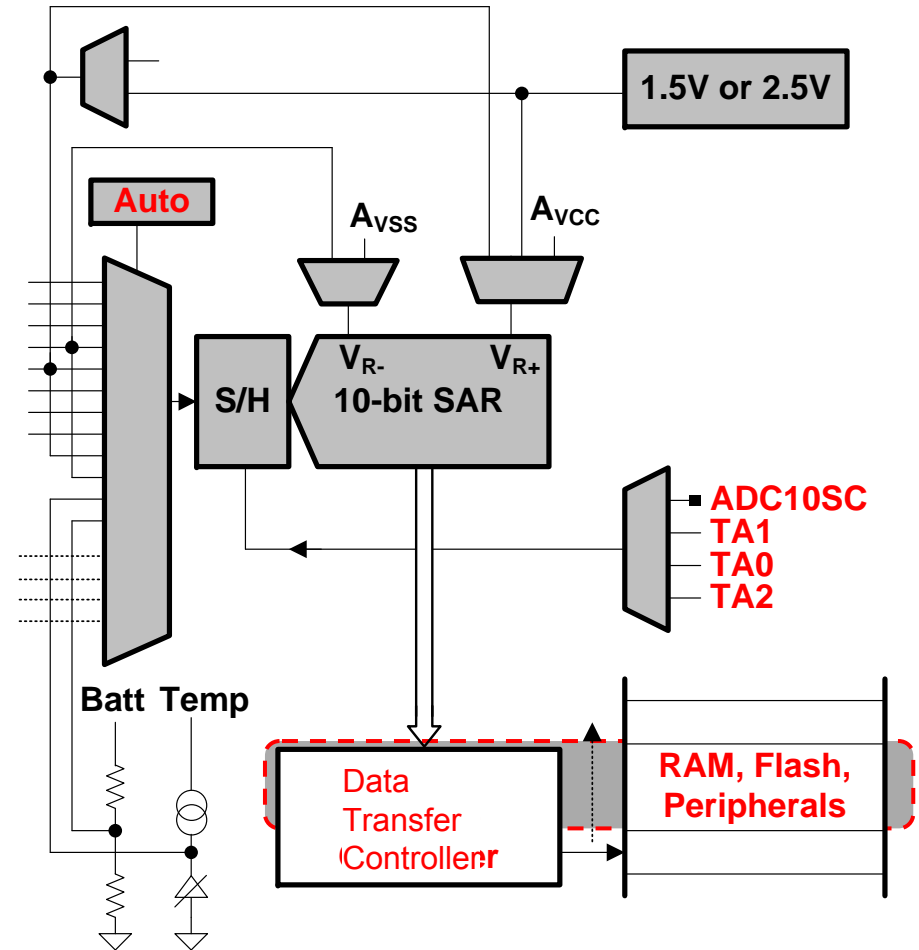 1.5V or 2.5V
Auto
AVSS
AVCC
VR-
VR+
S/H
10-bit SAR
ADC10SC
TA1
TA0
TA2
Batt
Temp
Data
Transfer
Controller
RAM, Flash,
Peripherals